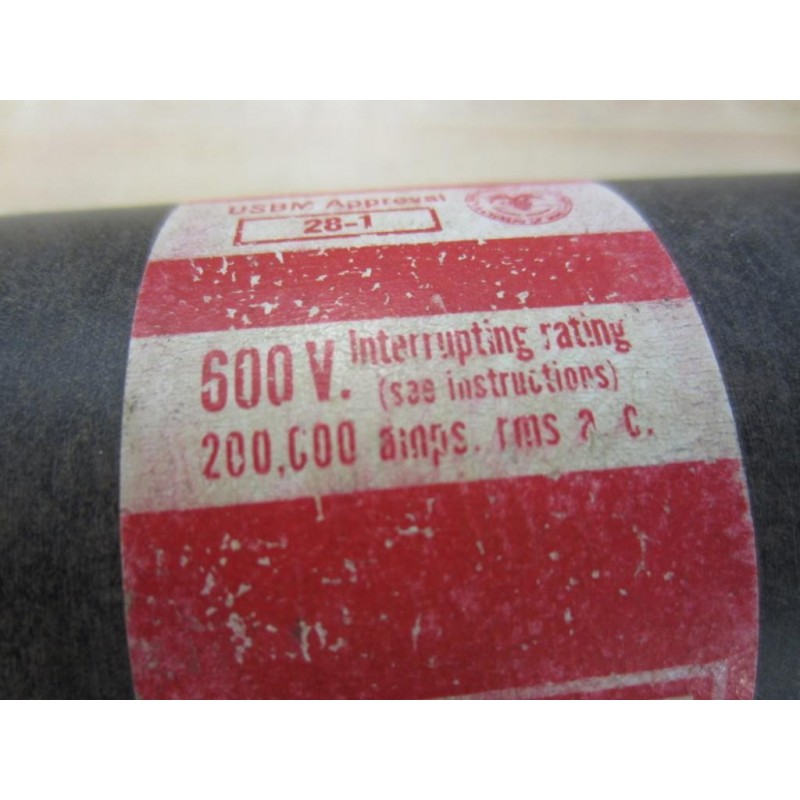 USBM Approval
28-1
600 V. Interrupting rating
(see instructions)
200,000 amps. rms a. c.